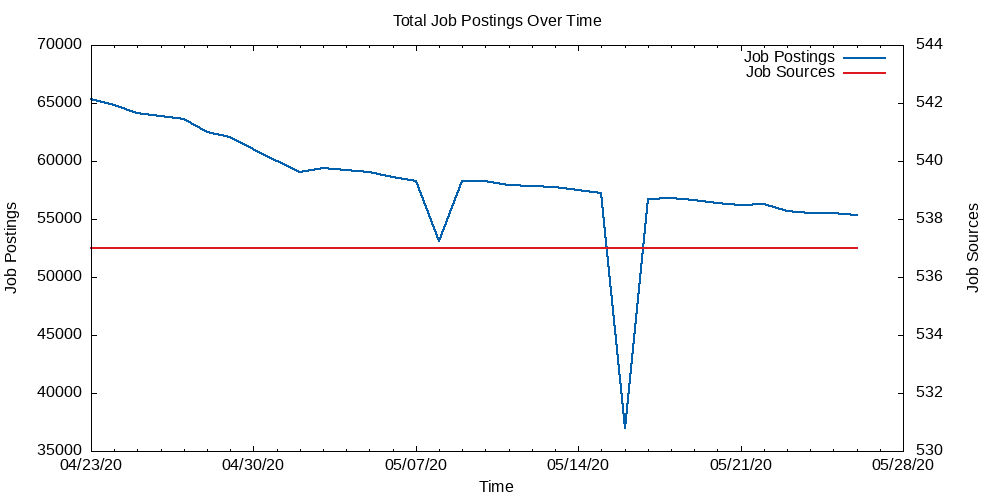 Total Job Postings Over Time
70000
65000
60000
55000
50000
45000
40000
35000
544
542
540
538
536
534
532
530
Job Postings
Job Sources
Job Postings
Job Sources
04/23/20 04/30/20 05/07/20 05/14/20 05/21/20 05/28/20
Time